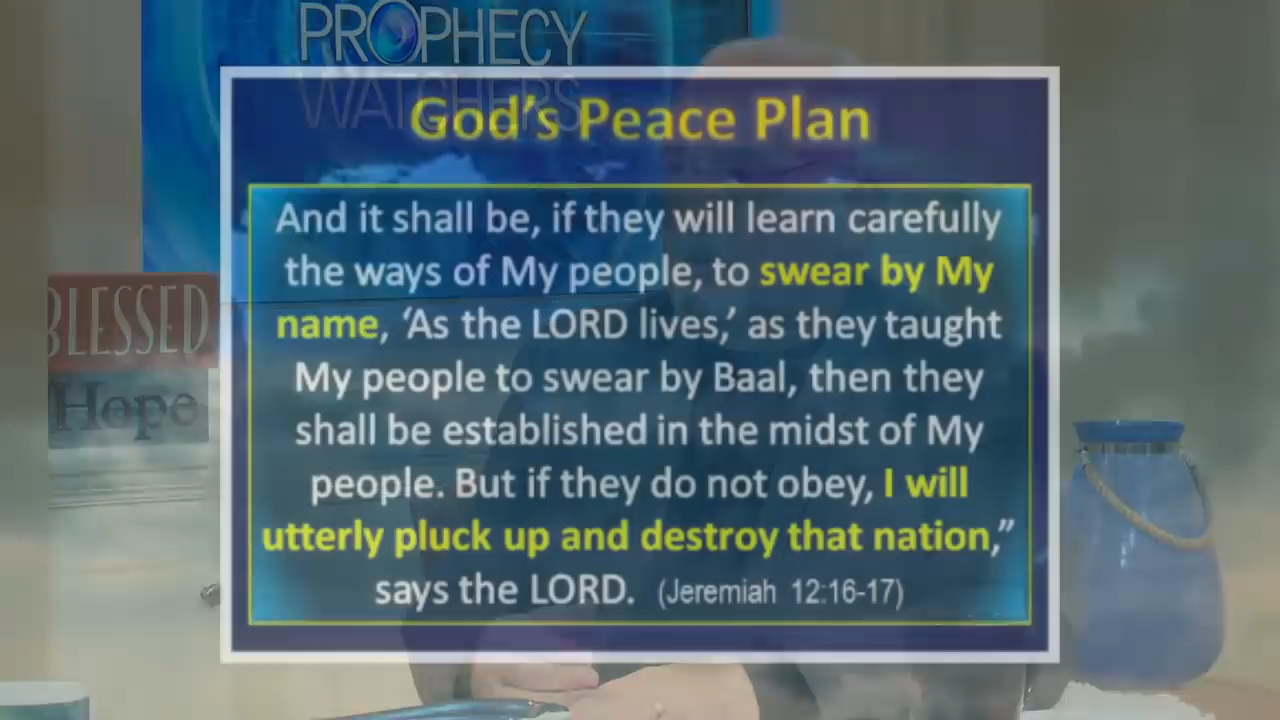 PROPHECY
WATCHERS
God's Peace Plan
And it shall be, if they will learn carefully
the ways of My people, to swear by My
name, ‘As the LORD lives,’ as they taught
My people to swear by Baal, then they
shall be established in the midst of My
people. But if they do not obey, I will
utterly pluck up and destroy that nation,”
says the LORD. (Jeremiah 12:16-17)
BLESSED
Hope